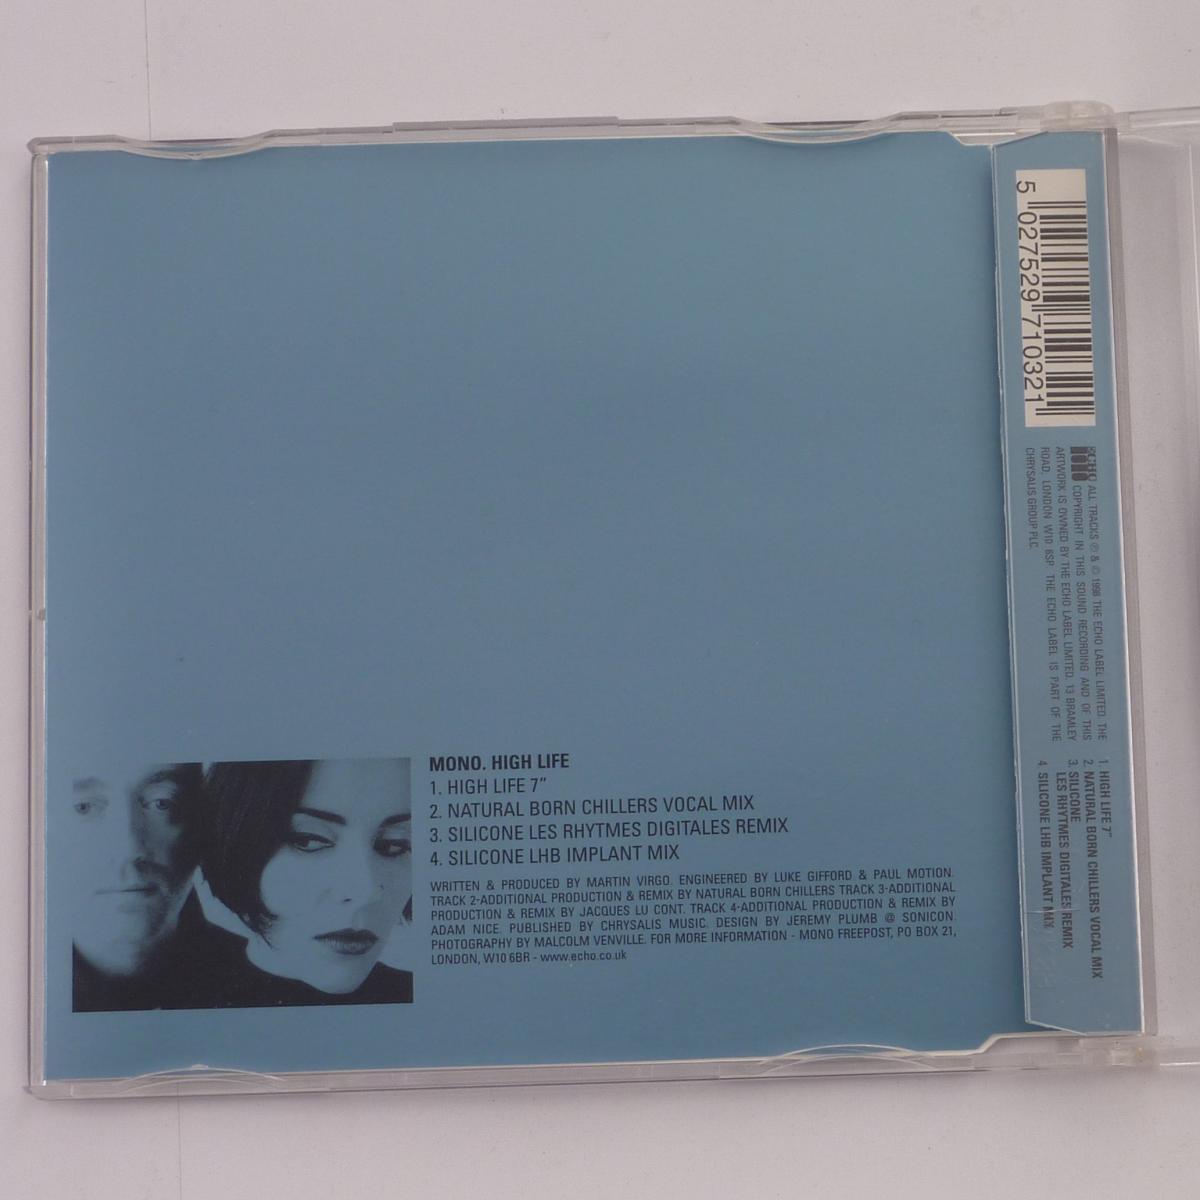 MONO. HIGH LIFE
1. HIGH LIFE 7″
2. NATURAL BORN CHILLERS VOCAL MIX
3. SILICONE LES RHYTMES DIGITALES REMIX
4. SILICONE LHB IMPLANT MIX
WRITTEN & PRODUCED BY MARTIN VIRGO. ENGINEERED BY LUKE GIFFORD & PAUL MOTION.
TRACK 2-ADDITIONAL PRODUCTION & REMIX BY NATURAL BORN CHILLERS TRACK 3-ADDITIONAL
PRODUCTION & REMIX BY JACQUES LU CONT. TRACK 4-ADDITIONAL PRODUCTION & REMIX BY
ADAM NICE. PUBLISHED BY CHRYSALIS MUSIC. DESIGN BY JEREMY PLUMB @ SONICON.
PHOTOGRAPHY BY MALCOLM VENVILLE. FOR MORE INFORMATION - MONO FREEPOST, PO BOX 21,
LONDON, W10 6BR - www.echo.co.uk
5 027529 710321
ECHO ALL TRACKS ℗ & © 1998 THE ECHO LABEL LIMITED. THE
COPYRIGHT IN THIS SOUND RECORDING AND OF THIS
ARTWORK IS OWNED BY THE ECHO LABEL LIMITED. 13 BRAMLEY
ROAD, LONDON W10 6SP. THE ECHO LABEL IS PART OF THE
CHRYSALIS GROUP PLC.
1. HIGH LIFE 7″
2. NATURAL BORN CHILLERS VOCAL MIX
3. SILICONE
LES RHYTMES DIGITALES REMIX
4. SILICONE LHB IMPLANT MIX